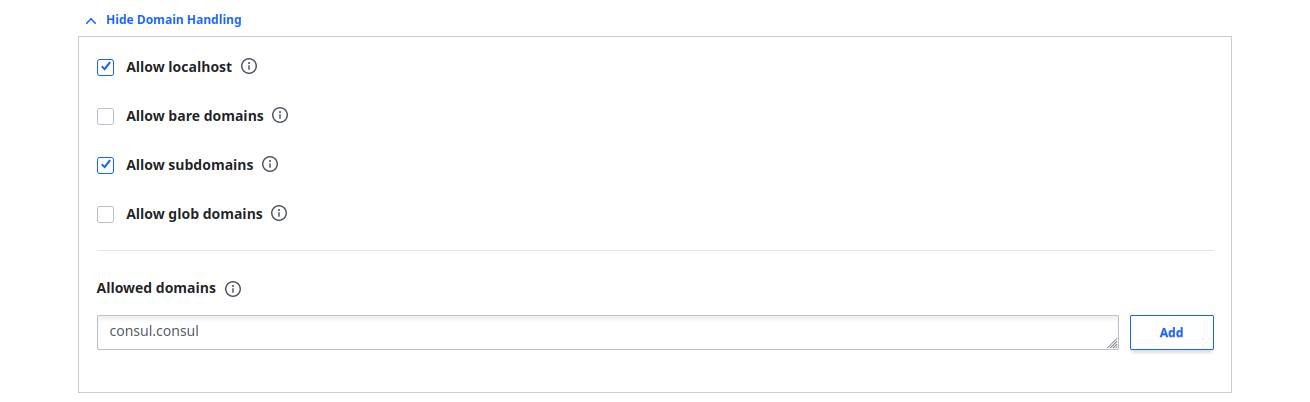 Hide Domain Handling
Allow localhost
Allow bare domains
Allow subdomains
Allow glob domains
Allowed domains
consul.consul
Add